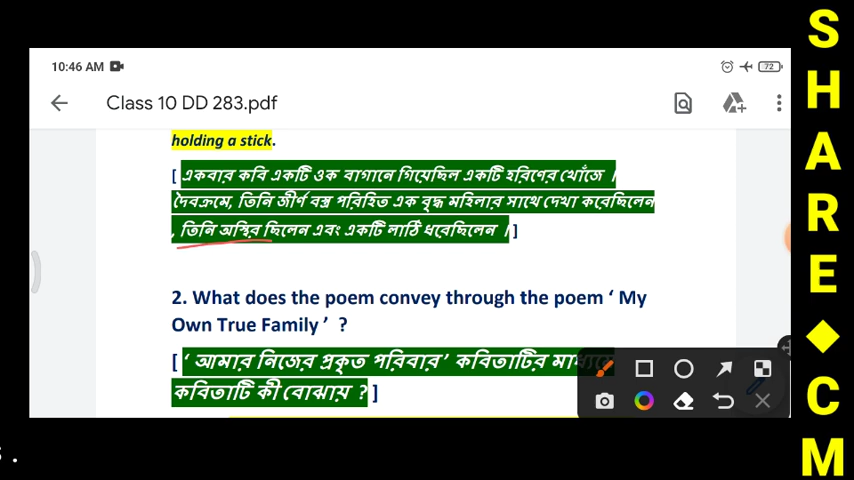 10:46 AM
72
Class 10 DD 283.pdf
holding a stick.
[ একবার কবি একটি ওক বাগানে গিয়েছিল একটি হরিণের খোঁজে ।
দৈবক্রমে, তিনি জীর্ণ বস্ত্র পরিহিত এক বৃদ্ধ মহিলার সাথে দেখা করেছিলেন
, তিনি অস্থির ছিলেন এবং একটি লাঠি ধরেছিলেন । ]
2. What does the poem convey through the poem ‘ My
Own True Family ’ ?
[ ‘ আমার নিজের প্রকৃত পরিবার’ কবিতাটির মাধ্যমে
কবিতাটি কী বোঝায় ? ]
s .
SHARE◆CM